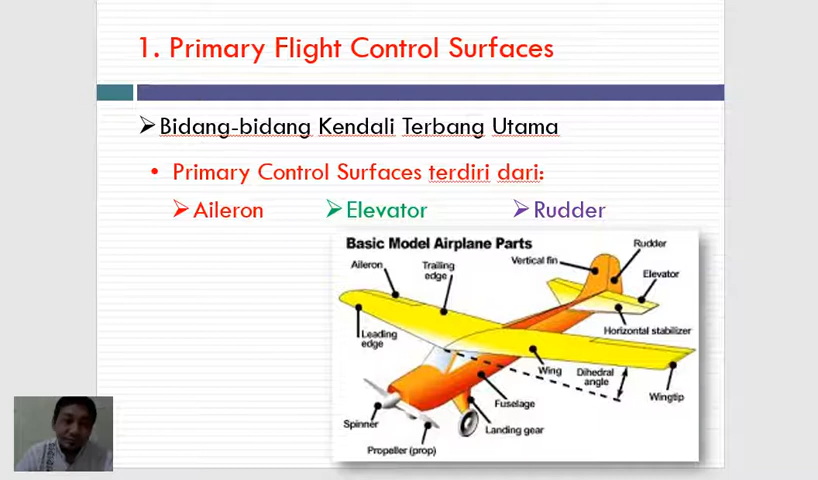 1. Primary Flight Control Surfaces
Bidang-bidang Kendali Terbang Utama
Primary Control Surfaces terdiri dari:
Aileron
Elevator
Rudder
Basic Model Airplane Parts
Rudder
Vertical fin
Aileron
Trailing
edge
Elevator
Horizontal stabilizer
Leading
edge
Wing
Dihedral
angle
Wingtip
Fuselage
Spinner
Landing gear
Propeller (prop)